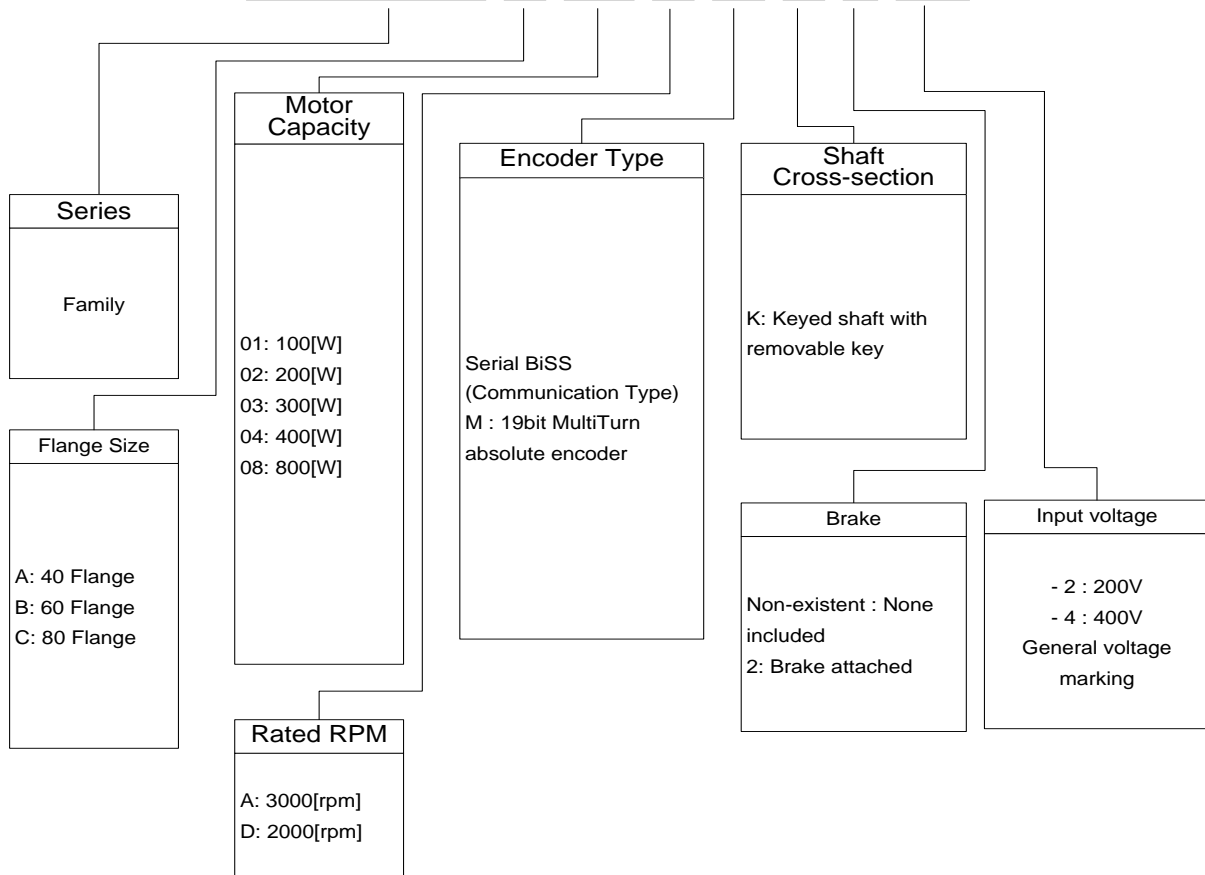 Motor
Capacity
01: 100[W]
02: 200[W]
03: 300[W]
04: 400[W]
08: 800[W]
Encoder Type
Serial BiSS
(Communication Type)
M : 19bit MultiTurn
absolute encoder
Shaft
Cross-section
K: Keyed shaft with
removable key
Series
Family
Flange Size
A: 40 Flange
B: 60 Flange
C: 80 Flange
Brake
Non-existent : None
included
2: Brake attached
Input voltage
- 2 : 200V
- 4 : 400V
General voltage
marking
Rated RPM
A: 3000[rpm]
D: 2000[rpm]